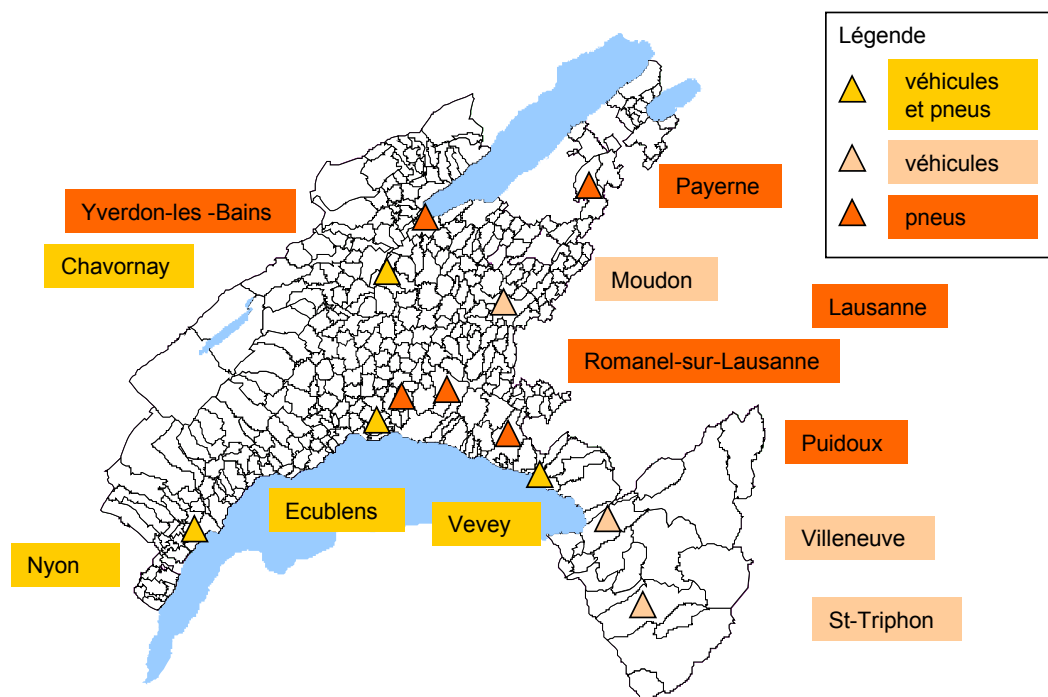 Légende
véhicules
et pneus
véhicules
pneus
Payerne
Yverdon-les -Bains
Chavornay
Moudon
Lausanne
Romanel-sur-Lausanne
Puidoux
Ecublens
Vevey
Villeneuve
Nyon
St-Triphon